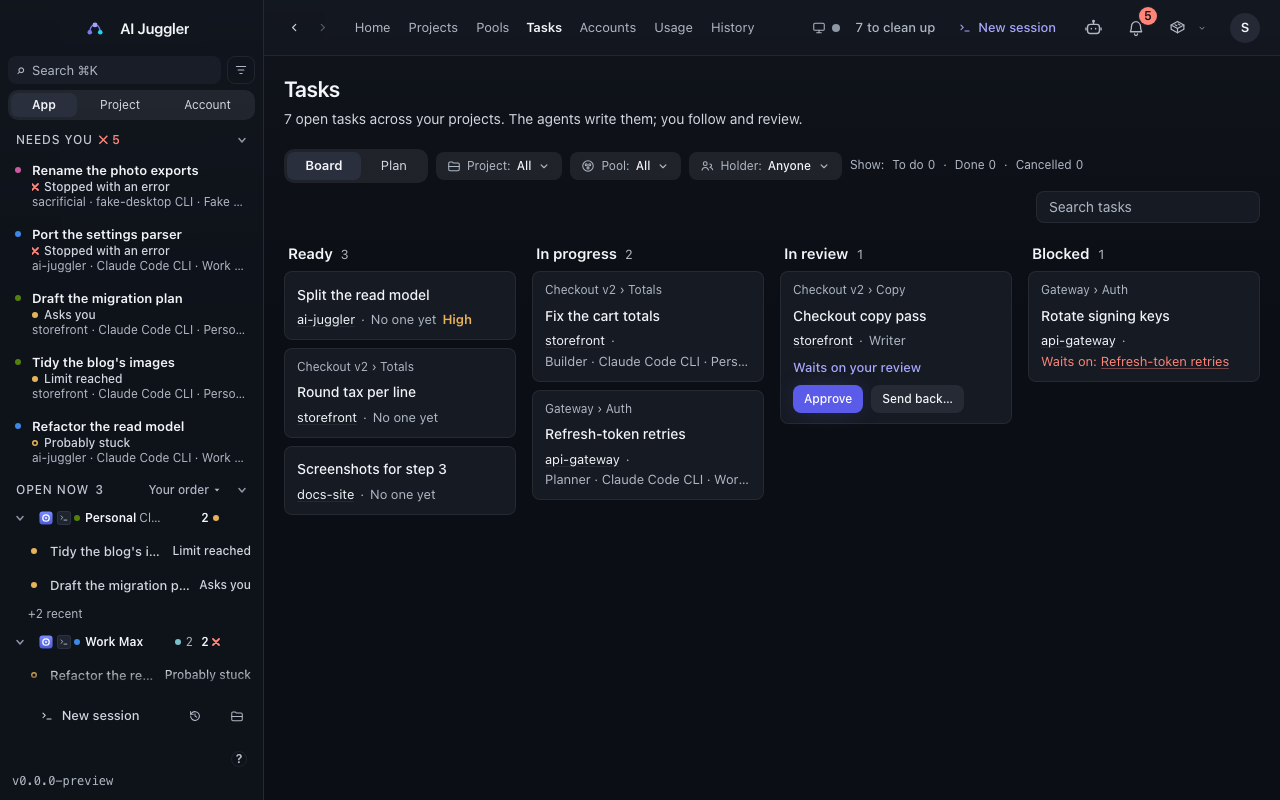 AI Juggler
Search ⌘K
App Project Account
NEEDS YOU ✕ 5
Rename the photo exports
Stopped with an error
sacrificial · fake-desktop CLI · Fake ...
Port the settings parser
Stopped with an error
ai-juggler · Claude Code CLI · Work ...
Draft the migration plan
Asks you
storefront · Claude Code CLI · Perso...
Tidy the blog's images
Limit reached
storefront · Claude Code CLI · Perso...
Refactor the read model
Probably stuck
ai-juggler · Claude Code CLI · Work ...
OPEN NOW 3 Your order
Personal Cl... 2
Tidy the blog's i... Limit reached
Draft the migration p... Asks you
+2 recent
Work Max 2 2
Refactor the re... Probably stuck
New session
?
v0.0.0-preview
Home Projects Pools Tasks Accounts Usage History 7 to clean up New session 5 S
Tasks
7 open tasks across your projects. The agents write them; you follow and review.
Board Plan Project: All Pool: All Holder: Anyone Show: To do 0 · Done 0 · Cancelled 0
Search tasks
Ready 3
Split the read model
ai-juggler · No one yet High
Checkout v2 › Totals
Round tax per line
storefront · No one yet
Screenshots for step 3
docs-site · No one yet
In progress 2
Checkout v2 › Totals
Fix the cart totals
storefront ·
Builder · Claude Code CLI · Pers...
Gateway › Auth
Refresh-token retries
api-gateway ·
Planner · Claude Code CLI · Wor...
In review 1
Checkout v2 › Copy
Checkout copy pass
storefront · Writer
Waits on your review
Approve Send back...
Blocked 1
Gateway › Auth
Rotate signing keys
api-gateway ·
Waits on: Refresh-token retries